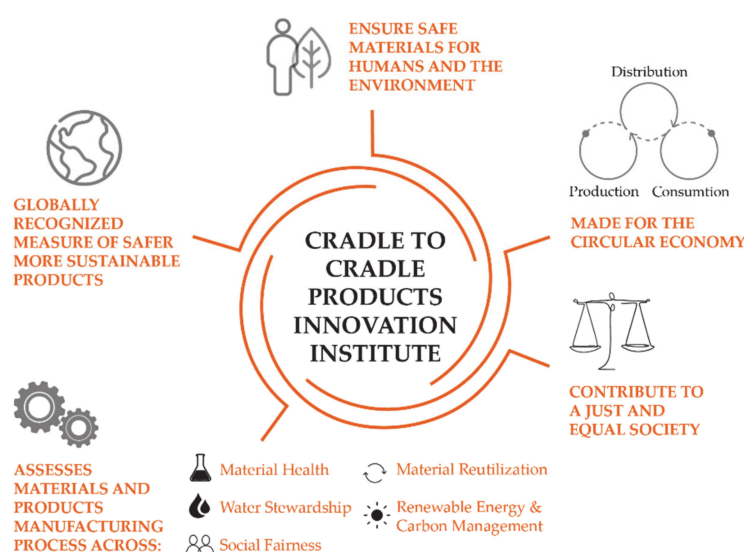 ENSURE SAFE
MATERIALS FOR
HUMANS AND THE
ENVIRONMENT
Distribution
Production Consumtion
MADE FOR THE
CIRCULAR ECONOMY
GLOBALLY
RECOGNIZED
MEASURE OF SAFER
MORE SUSTAINABLE
PRODUCTS
CRADLE TO
CRADLE
PRODUCTS
INNOVATION
INSTITUTE
CONTRIBUTE TO
A JUST AND
EQUAL SOCIETY
ASSESSES
MATERIALS AND
PRODUCTS
MANUFACTURING
PROCESS ACROSS:
Material Health
Material Reutilization
Water Stewardship
Renewable Energy &
Carbon Management
Social Fairness